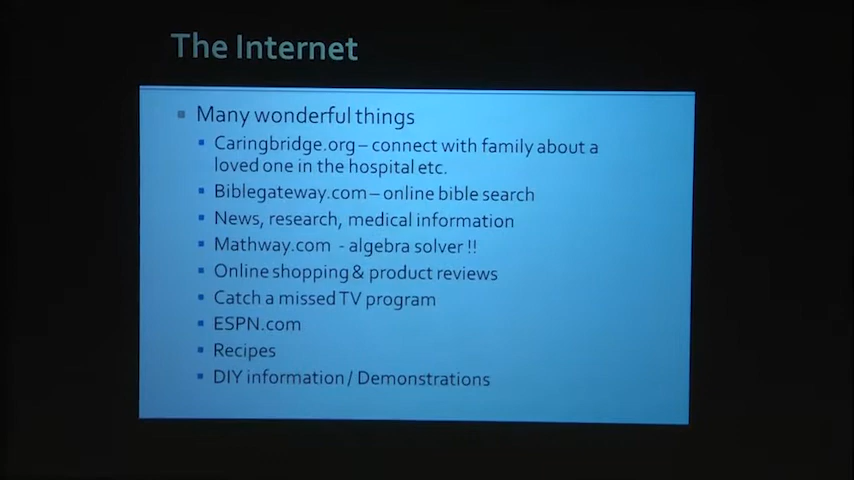 The Internet
Many wonderful things
Caringbridge.org – connect with family about a
loved one in the hospital etc.
Biblegateway.com – online bible search
News, research, medical information
Mathway.com - algebra solver !!
Online shopping & product reviews
Catch a missed TV program
ESPN.com
Recipes
DIY information / Demonstrations